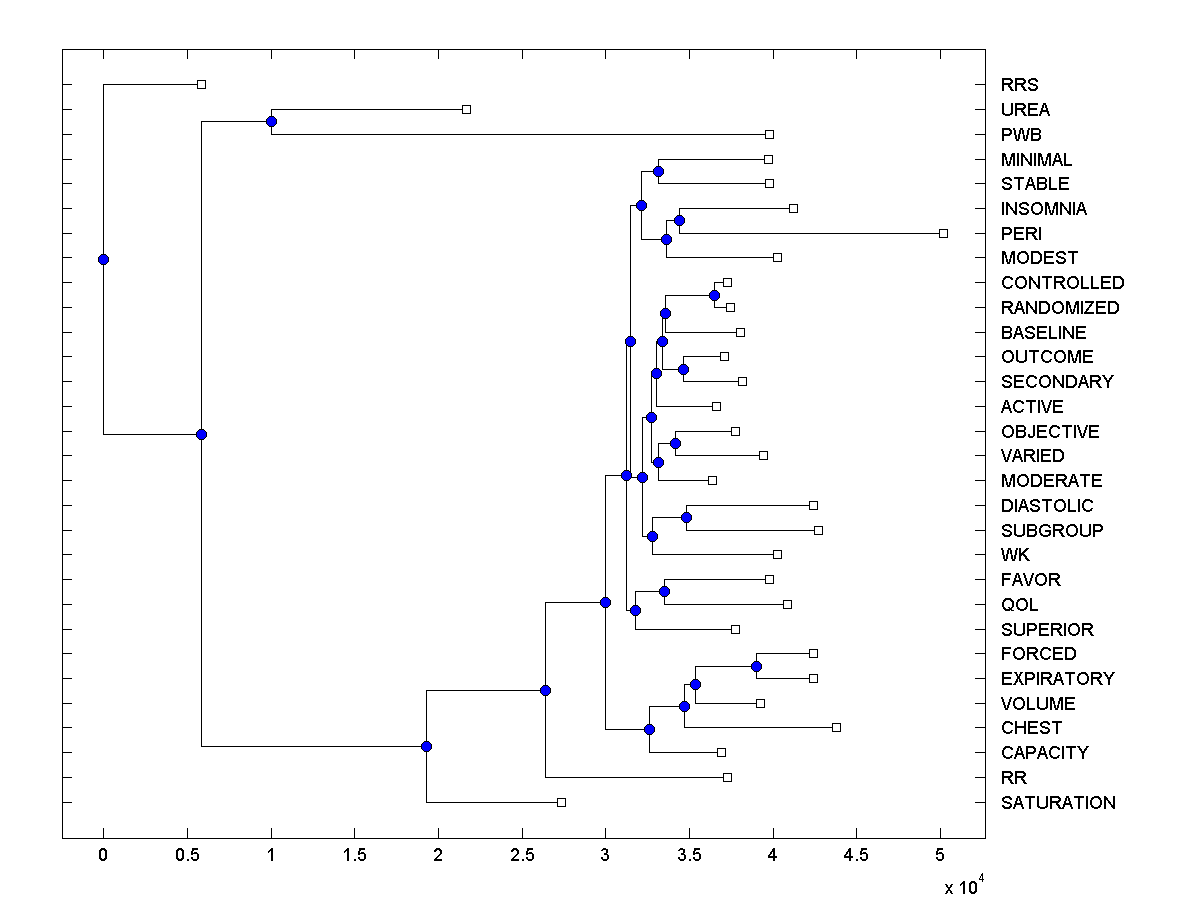 RRS
UREA
PWB
MINIMAL
STABLE
INSOMNIA
PERI
MODEST
CONTROLLED
RANDOMIZED
BASELINE
OUTCOME
SECONDARY
ACTIVE
OBJECTIVE
VARIED
MODERATE
DIASTOLIC
SUBGROUP
WK
FAVOR
QOL
SUPERIOR
FORCED
EXPIRATORY
VOLUME
CHEST
CAPACITY
RR
SATURATION
0 0.5 1 1.5 2 2.5 3 3.5 4 4.5 5
x 10^4